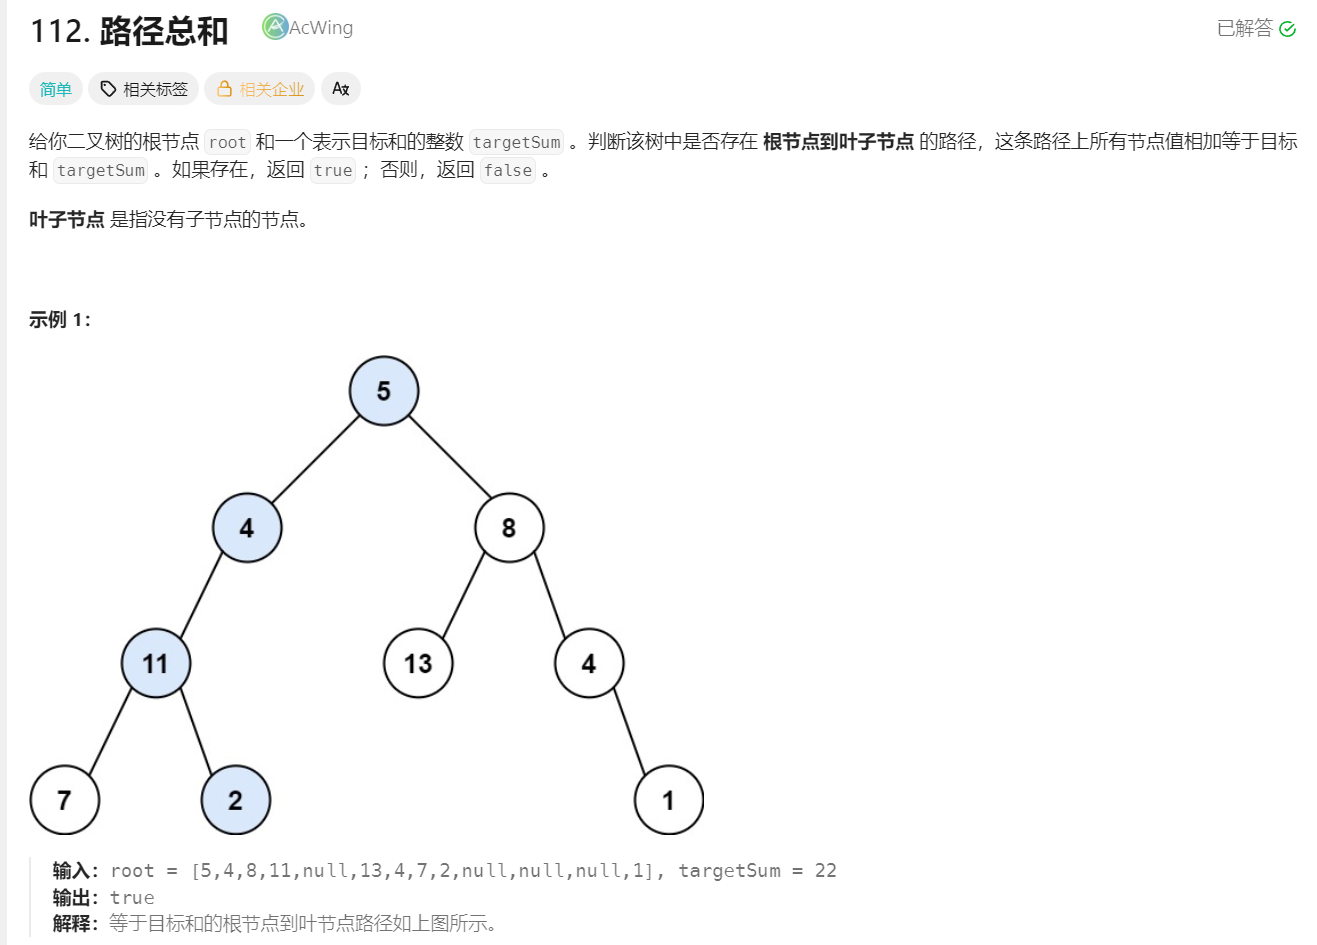 112. 路径总和 AcWing 已解答
简单 相关标签 相关企业 A文
给你二叉树的根节点 root 和一个表示目标和的整数 targetSum 。判断该树中是否存在 根节点到叶子节点 的路径，这条路径上所有节点值相加等于目标
和 targetSum 。如果存在，返回 true ；否则，返回 false 。
叶子节点 是指没有子节点的节点。
示例 1：
5
4 8
11 13 4
7 2 1
输入：root = [5,4,8,11,null,13,4,7,2,null,null,null,1], targetSum = 22
输出：true
解释：等于目标和的根节点到叶节点路径如上图所示。